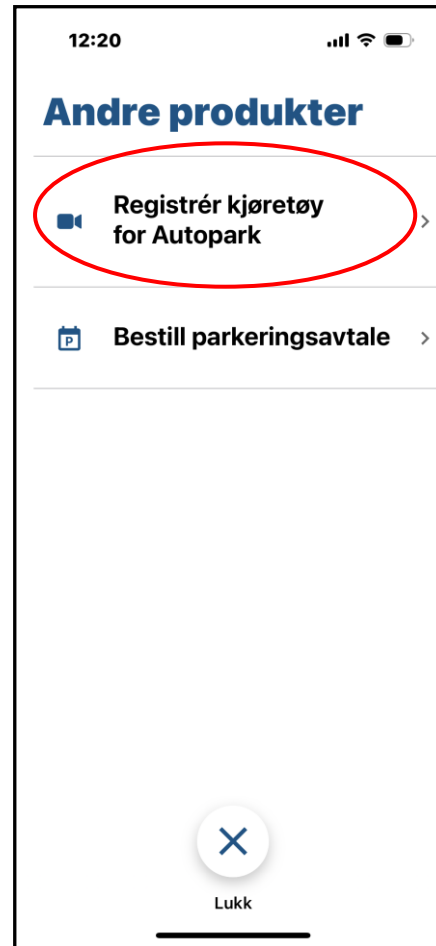 12:20
Andre produkter
Registrér kjøretøy
for Autopark
P
Bestill parkeringsavtale
Lukk